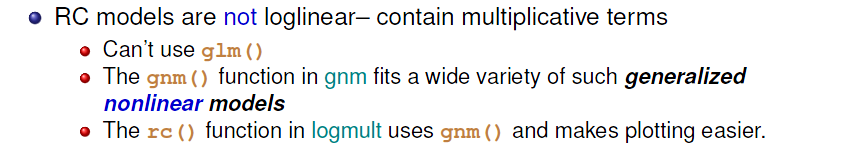 RC models are not loglinear– contain multiplicative terms
Can't use glm()
The gnm() function in gnm fits a wide variety of such generalized
nonlinear models
The rc() function in logmult uses gnm() and makes plotting easier.